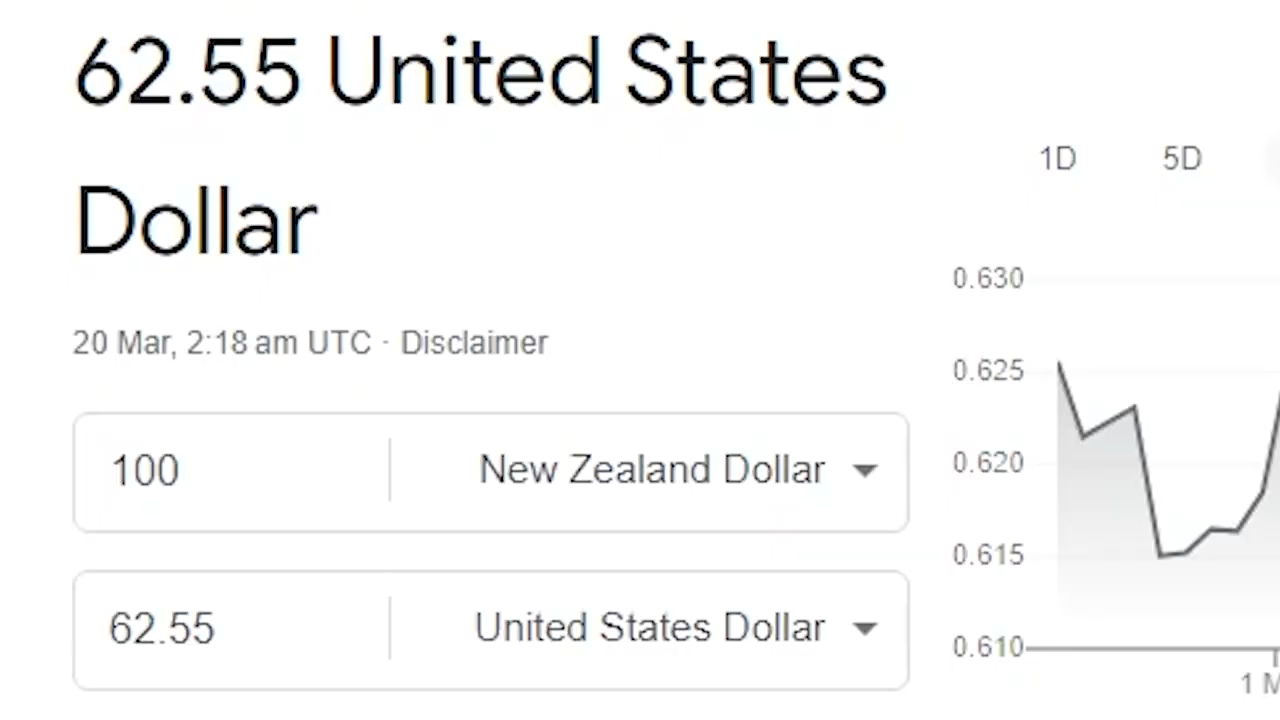 62.55 United States
Dollar
20 Mar, 2:18 am UTC · Disclaimer
100 New Zealand Dollar
62.55 United States Dollar
1D 5D
0.630
0.625
0.620
0.615
0.610
1 M